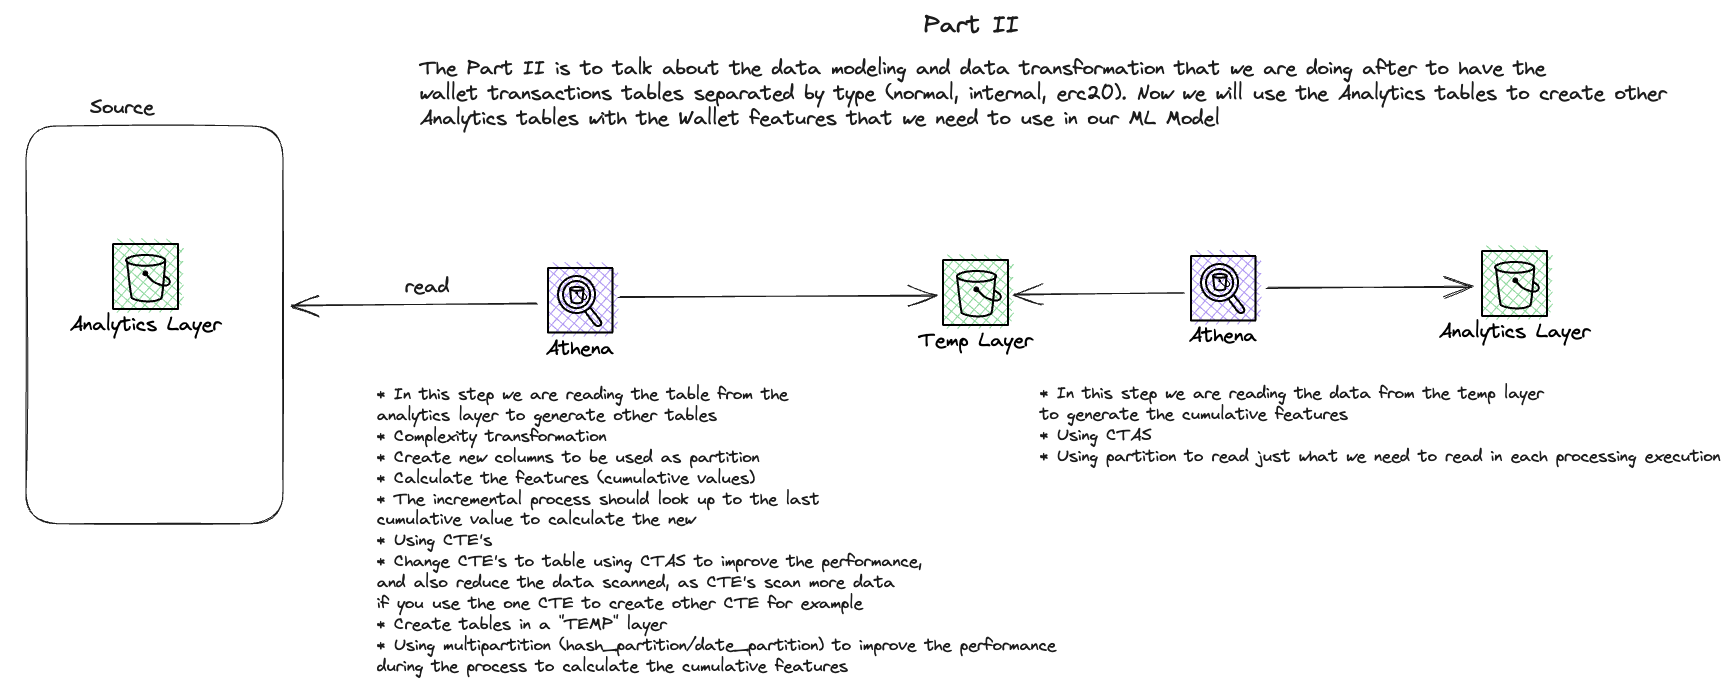 Part II
The Part II is to talk about the data modeling and data transformation that we are doing after to have the
wallet transactions tables separated by type (normal, internal, erc20). Now we will use the Analytics tables to create other
Analytics tables with the Wallet features that we need to use in our ML Model
Source
Analytics Layer
read
Athena
Temp Layer
Athena
Analytics Layer
* In this step we are reading the table from the
analytics layer to generate other tables
* Complexity transformation
* Create new columns to be used as partition
* Calculate the features (cumulative values)
* The incremental process should look up to the last
cumulative value to calculate the new
* Using CTE's
* Change CTE's to table using CTAS to improve the performance,
and also reduce the data scanned, as CTE's scan more data
if you use the one CTE to create other CTE for example
* Create tables in a "TEMP" layer
* Using multipartition (hash_partition/date_partition) to improve the performance
during the process to calculate the cumulative features
* In this step we are reading the data from the temp layer
to generate the cumulative features
* Using CTAS
* Using partition to read just what we need to read in each processing execution